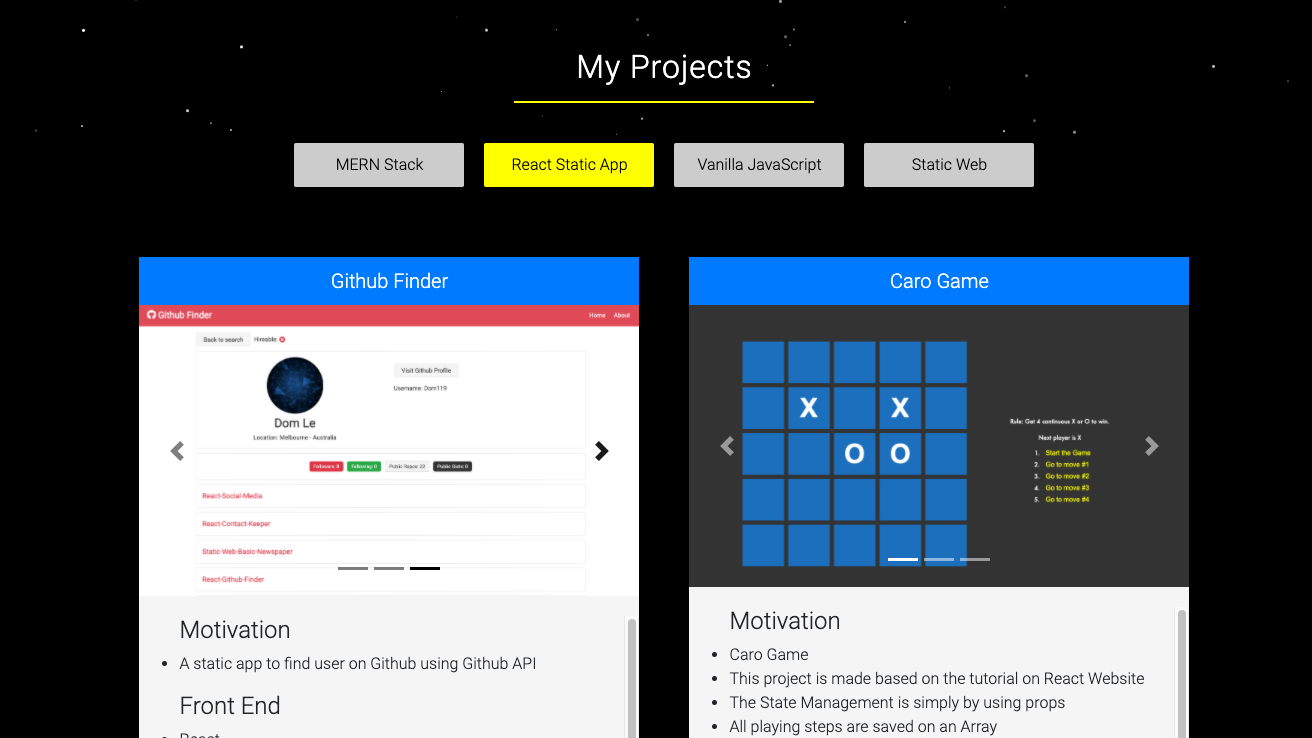 My Projects
MERN Stack
React Static App
Vanilla JavaScript
Static Web
Github Finder
Github Finder
Home
About
Back to search
Hireable:
Visit Github Profile
Username: Dom119
Dom Le
Location: Melbourne - Australia
Followers: 8
Following: 0
Public Repos: 22
Public Gists: 0
React-Social-Media
React-Contact-Keeper
Static-Web-Basic-Newspaper
React-Github-Finder
Motivation
A static app to find user on Github using Github API
Front End
React
Caro Game
X X
O O
Rule: Get 4 continuous X or O to win.
Next player is X
1. Start the Game
2. Go to move #1
3. Go to move #2
4. Go to move #3
5. Go to move #4
Motivation
Caro Game
This project is made based on the tutorial on React Website
The State Management is simply by using props
All playing steps are saved on an Array